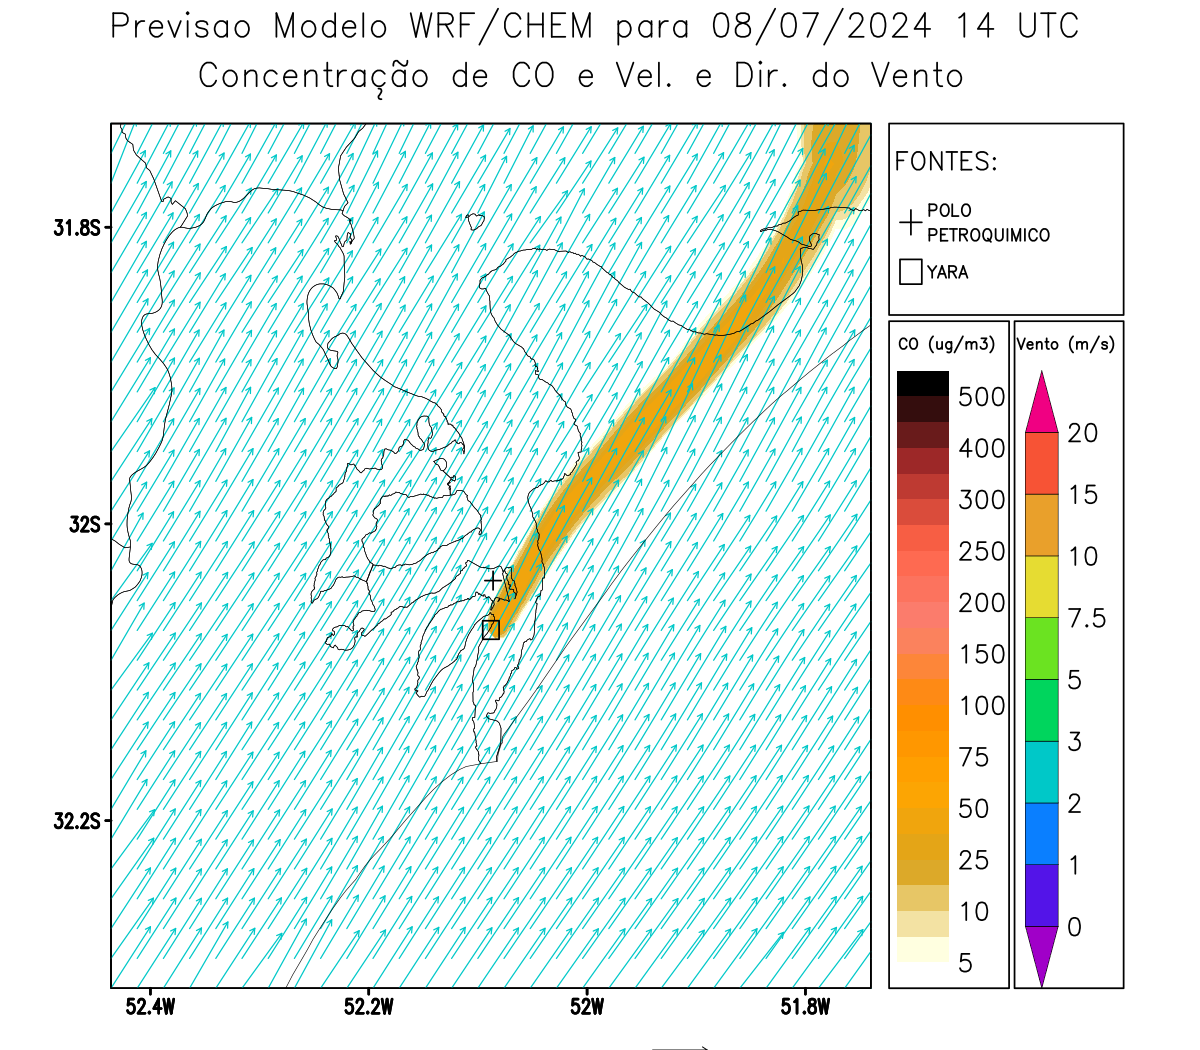 Previsao Modelo WRF/CHEM para 08/07/2024 14 UTC
Concentração de CO e Vel. e Dir. do Vento
FONTES:
POLO
PETROQUIMICO
YARA
CO (ug/m3)
500
400
300
250
200
150
100
75
50
25
10
5
Vento (m/s)
20
15
10
7.5
5
3
2
1
0
31.8S
32S
32.2S
52.4W
52.2W
52W
51.8W